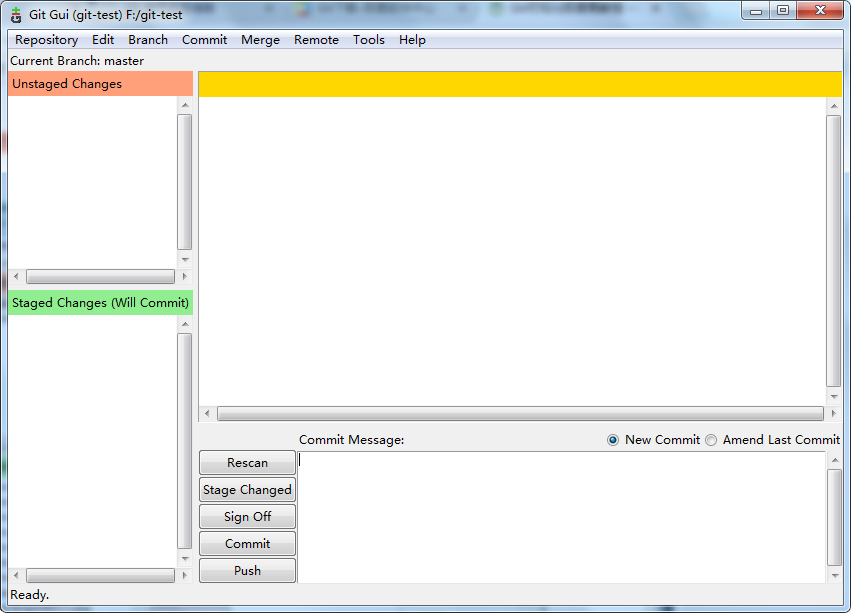 Git Gui (git-test) F:/git-test
Repository Edit Branch Commit Merge Remote Tools Help
Current Branch: master
Unstaged Changes
Staged Changes (Will Commit)
Commit Message:
New Commit Amend Last Commit
Rescan
Stage Changed
Sign Off
Commit
Push
Ready.